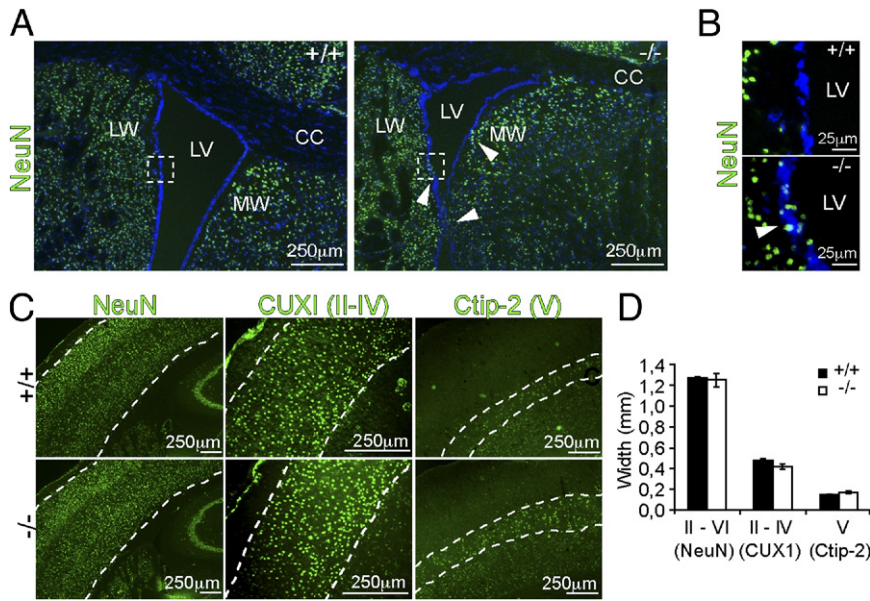 A
NeuN
+/+
LW
LV
CC
MW
250μm
-/-
CC
LW
LV
MW
250μm
B
NeuN
+/+
LV
25μm
-/-
LV
25μm
C
NeuN
CUXI (II-IV)
Ctip-2 (V)
+/+
250μm
250μm
C
250μm
-/-
250μm
250μm
250μm
D
+/+
-/-
Width (mm)
1,4
1,2
1,0
0,8
0,6
0,4
0,2
0,0
II - VI II - IV V
(NeuN) (CUX1) (Ctip-2)